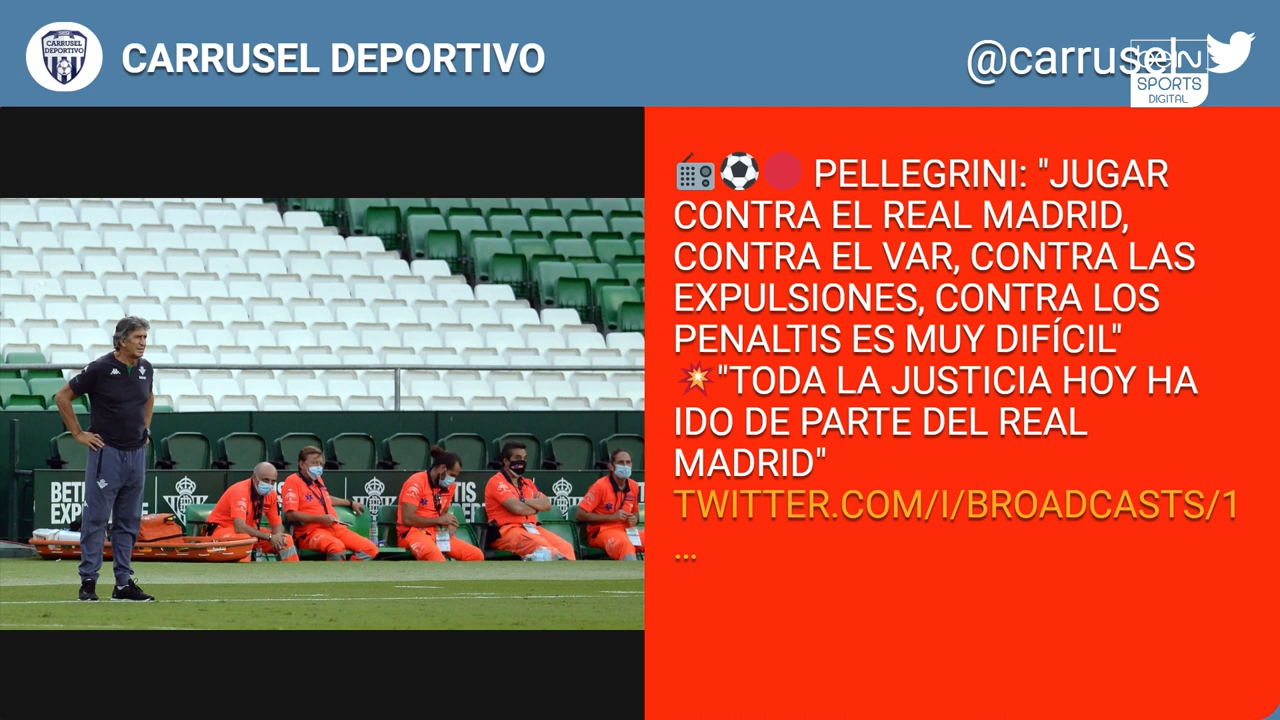 CARRUSEL DEPORTIVO
CARRUSEL DEPORTIVO
@carrusel
SPORTS
DIGITAL
PELLEGRINI: "JUGAR
CONTRA EL REAL MADRID,
CONTRA EL VAR, CONTRA LAS
EXPULSIONES, CONTRA LOS
PENALTIS ES MUY DIFÍCIL"
"TODA LA JUSTICIA HOY HA
IDO DE PARTE DEL REAL
MADRID"
TWITTER.COM/I/BROADCASTS/1
...